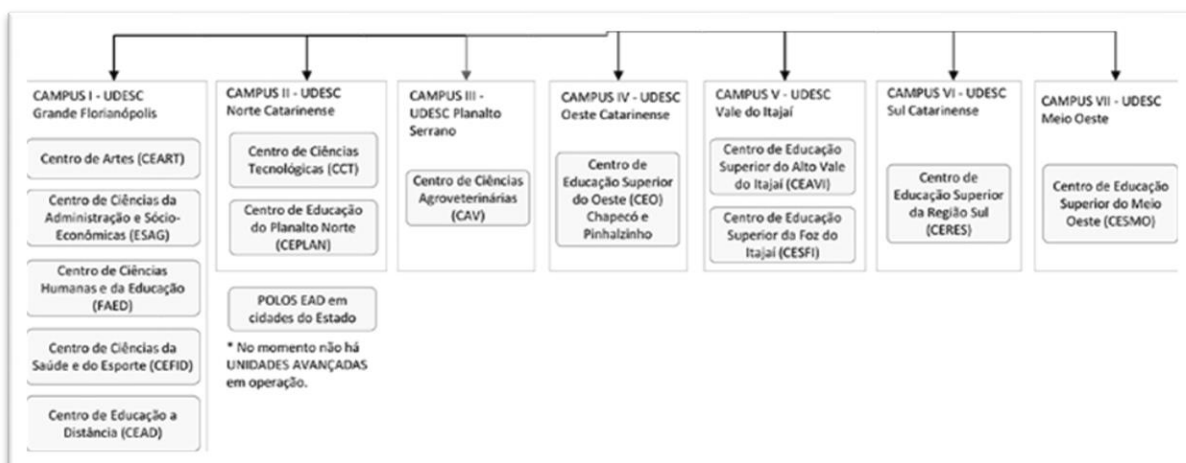 CAMPUS I - UDESC
Grande Florianópolis
Centro de Artes (CEART)
Centro de Ciências da
Administração e Sócio-
Econômicas (ESAG)
Centro de Ciências
Humanas e da Educação
(FAED)
Centro de Ciências da
Saúde e do Esporte (CEFID)
Centro de Educação a
Distância (CEAD)
CAMPUS II - UDESC
Norte Catarinense
Centro de Ciências
Tecnológicas (CCT)
Centro de Educação
do Planalto Norte
(CEPLAN)
POLOS EAD em
cidades do Estado
* No momento não há
UNIDADES AVANÇADAS
em operação.
CAMPUS III -
UDESC Planalto
Serrano
Centro de Ciências
Agroveterinárias
(CAV)
CAMPUS IV - UDESC
Oeste Catarinense
Centro de
Educação Superior
do Oeste (CEO)
Chapecó e
Pinhalzinho
CAMPUS V - UDESC
Vale do Itajaí
Centro de Educação
Superior do Alto Vale
do Itajaí (CEAVI)
Centro de Educação
Superior da Foz do
Itajaí (CESFI)
CAMPUS VI - UDESC
Sul Catarinense
Centro de
Educação Superior
da Região Sul
(CERES)
CAMPUS VII - UDESC
Meio Oeste
Centro de Educação
Superior do Meio
Oeste (CESMO)